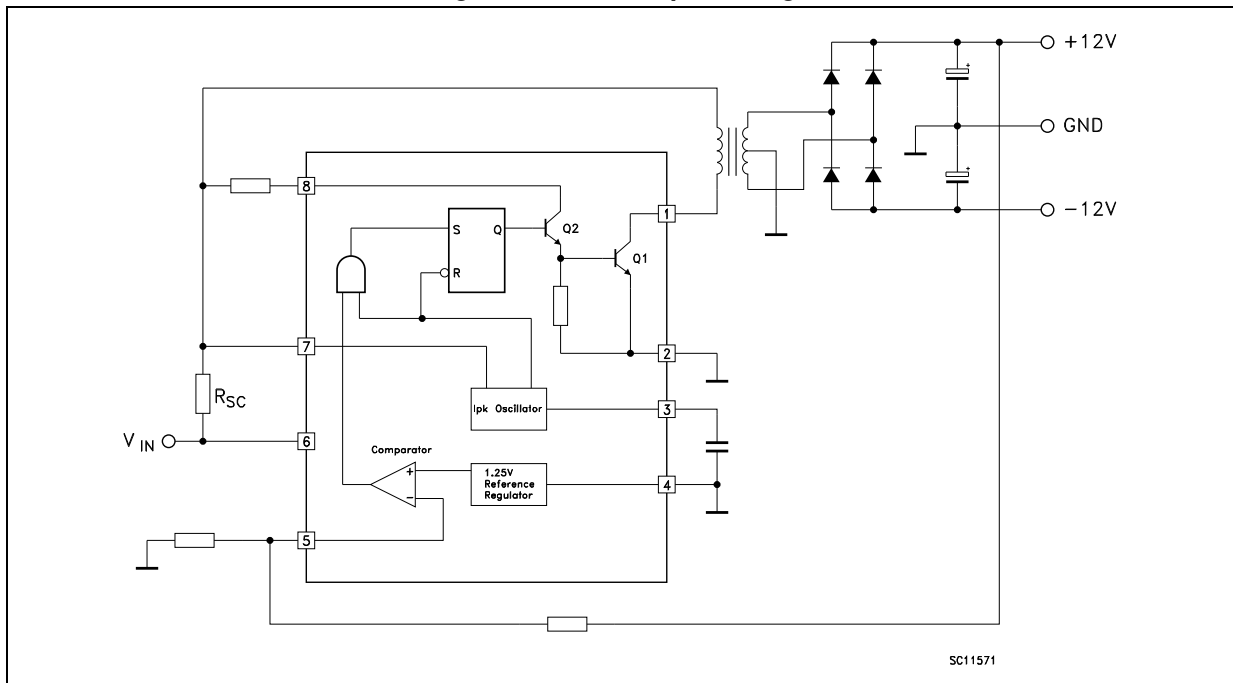 +12V
GND
-12V
8
1
S
Q
Q2
Q1
R
7
2
RSC
Ipk Oscillator
3
VIN
6
Comparator
+
-
1.25V
Reference
Regulator
4
5
SC11571